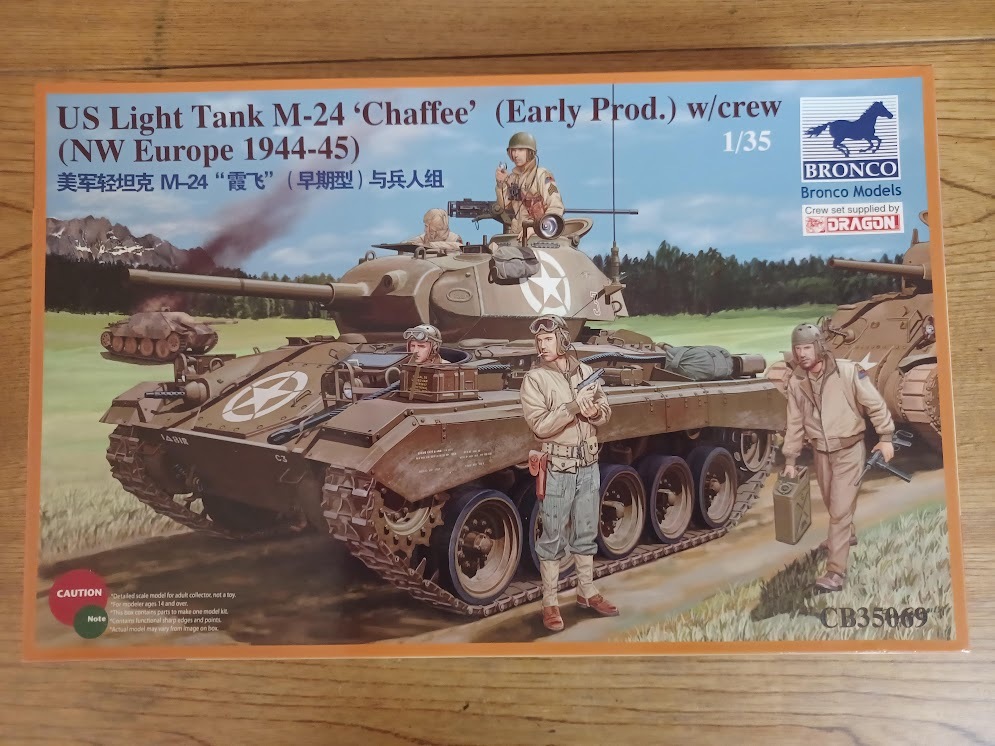 US Light Tank M-24 ‘Chaffee’ (Early Prod.) w/crew
(NW Europe 1944-45)
1/35
美军轻坦克 M-24 “霞飞” (早期型) 与兵人组
BRONCO
Bronco Models
Crew set supplied by
DRAGON
C3
CAUTION
Note
*Detailed scale model for adult collector, not a toy.
*For modeler ages 14 and over.
*This box contains parts to make one model kit.
*Contains functional sharp edges and points.
*Actual model may vary from image on box.
CB35069